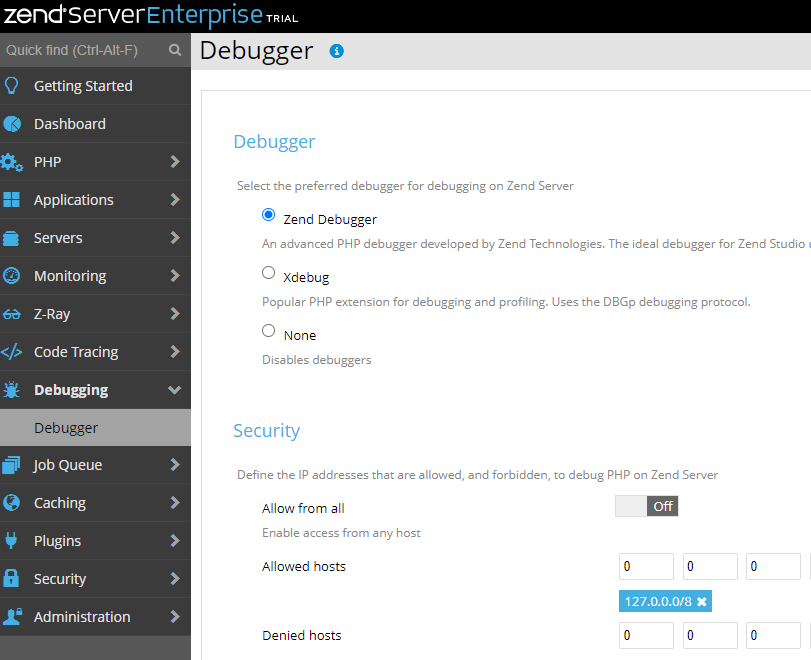 zend Server Enterprise TRIAL
Quick find (Ctrl-Alt-F)
Debugger
Getting Started
Dashboard
PHP
Applications
Servers
Monitoring
Z-Ray
Code Tracing
Debugging
Debugger
Job Queue
Caching
Plugins
Security
Administration
Debugger
Select the preferred debugger for debugging on Zend Server
Zend Debugger
An advanced PHP debugger developed by Zend Technologies. The ideal debugger for Zend Studio
Xdebug
Popular PHP extension for debugging and profiling. Uses the DBGp debugging protocol.
None
Disables debuggers
Security
Define the IP addresses that are allowed, and forbidden, to debug PHP on Zend Server
Allow from all Off
Enable access from any host
Allowed hosts 0 0 0
127.0.0.0/8 ×
Denied hosts 0 0 0